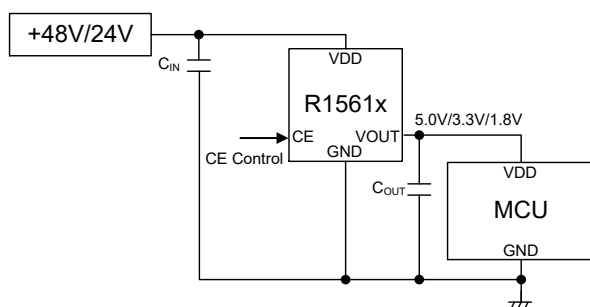 +48V/24V
CIN
VDD
R1561x
CE
VOUT
GND
CE Control
5.0V/3.3V/1.8V
COUT
VDD
MCU
GND